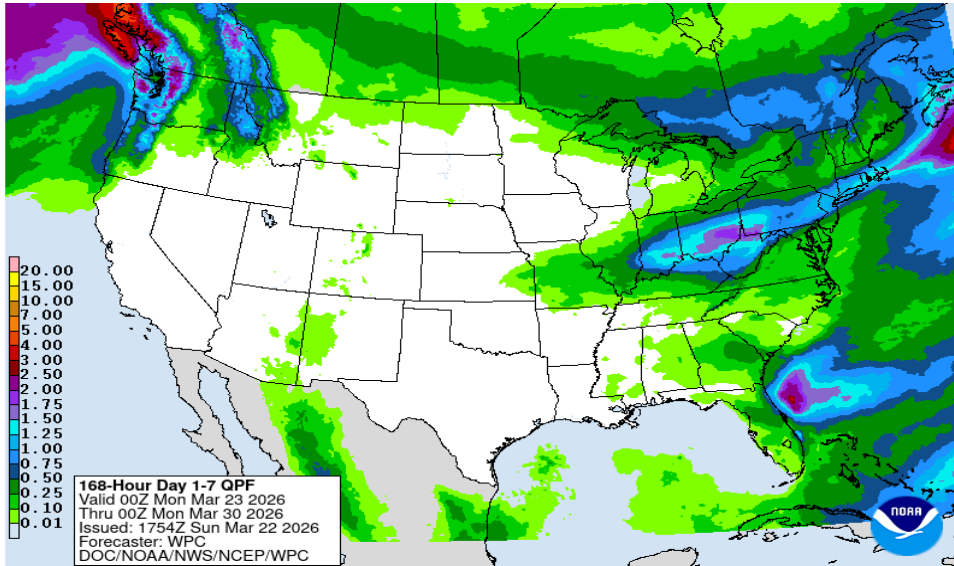 20.00
15.00
10.00
7.00
5.00
4.00
3.00
2.50
2.00
1.75
1.50
1.25
1.00
0.75
0.50
0.25
0.10
0.01
168-Hour Day 1-7 QPF
Valid 00Z Mon Mar 23 2026
Thru 00Z Mon Mar 30 2026
Issued: 1754Z Sun Mar 22 2026
Forecaster: WPC
DOC/NOAA/NWS/NCEP/WPC
NOAA